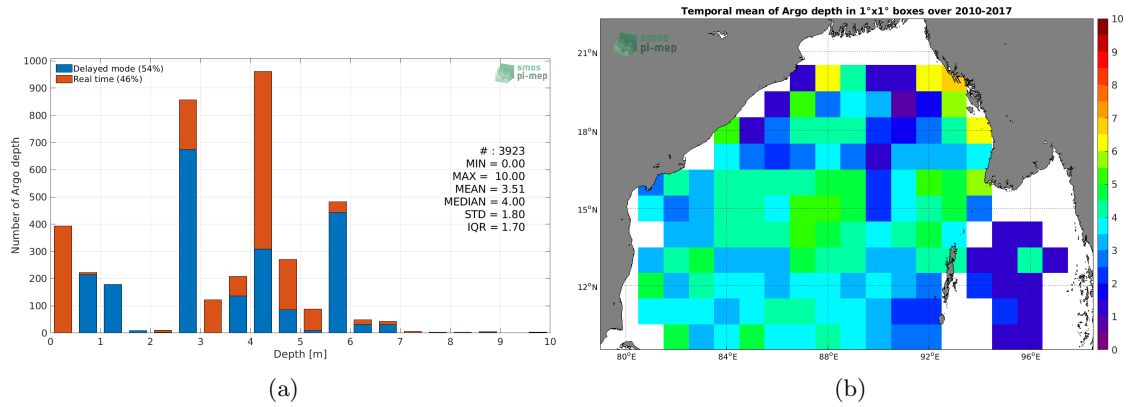 Delayed mode (54%)
Real time (46%)
smos
pi-mep
# : 3923
MIN = 0.00
MAX = 10.00
MEAN = 3.51
MEDIAN = 4.00
STD = 1.80
IQR = 1.70
Number of Argo depth
1000
900
800
700
600
500
400
300
200
100
0
0 1 2 3 4 5 6 7 8 9 10
Depth [m]
(a)
Temporal mean of Argo depth in 1°x1° boxes over 2010-2017
smos
pi-mep
21°N
18°N
15°N
12°N
80°E 84°E 88°E 92°E 96°E
10
9
8
7
6
5
4
3
2
1
0
(b)